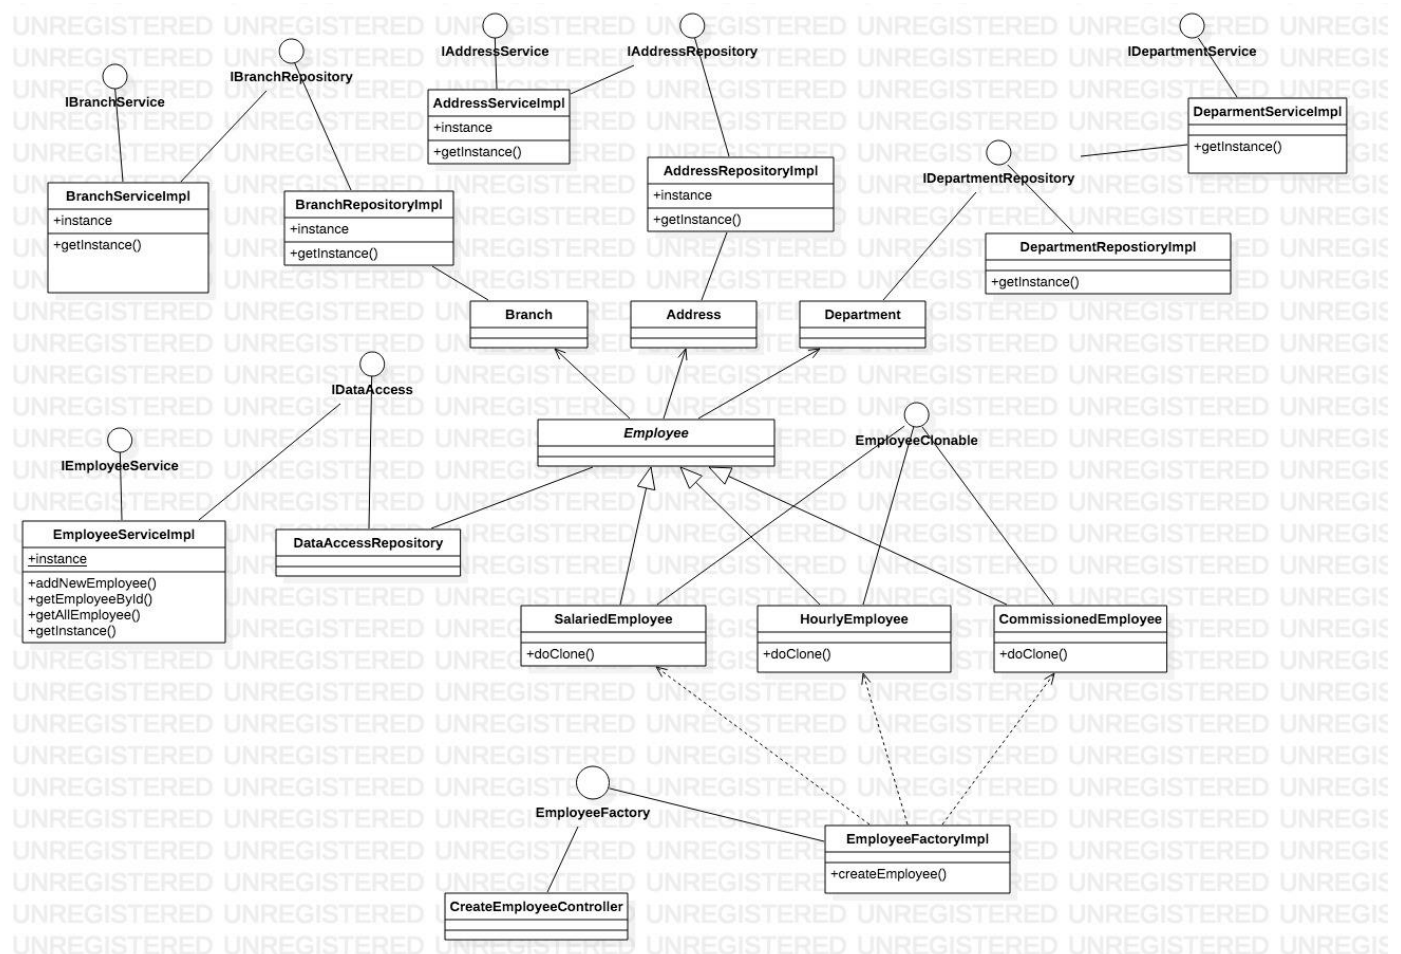 IAddressService
IAddressRepository
IDepartmentService
IBranchRepository
IBranchService
AddressServiceImpl
+instance
+getInstance()
DeparmentServiceImpl
+getInstance()
AddressRepositoryImpl
+instance
+getInstance()
IDepartmentRepository
BranchServiceImpl
+instance
+getInstance()
BranchRepositoryImpl
+instance
+getInstance()
DepartmentRepostioryImpl
+getInstance()
Branch
Address
Department
IDataAccess
Employee
EmployeeClonable
IEmployeeService
EmployeeServiceImpl
+instance
+addNewEmployee()
+getEmployeeById()
+getAllEmployee()
+getInstance()
DataAccessRepository
SalariedEmployee
+doClone()
HourlyEmployee
+doClone()
CommissionedEmployee
+doClone()
EmployeeFactory
EmployeeFactoryImpl
+createEmployee()
CreateEmployeeController
UNREGISTERED